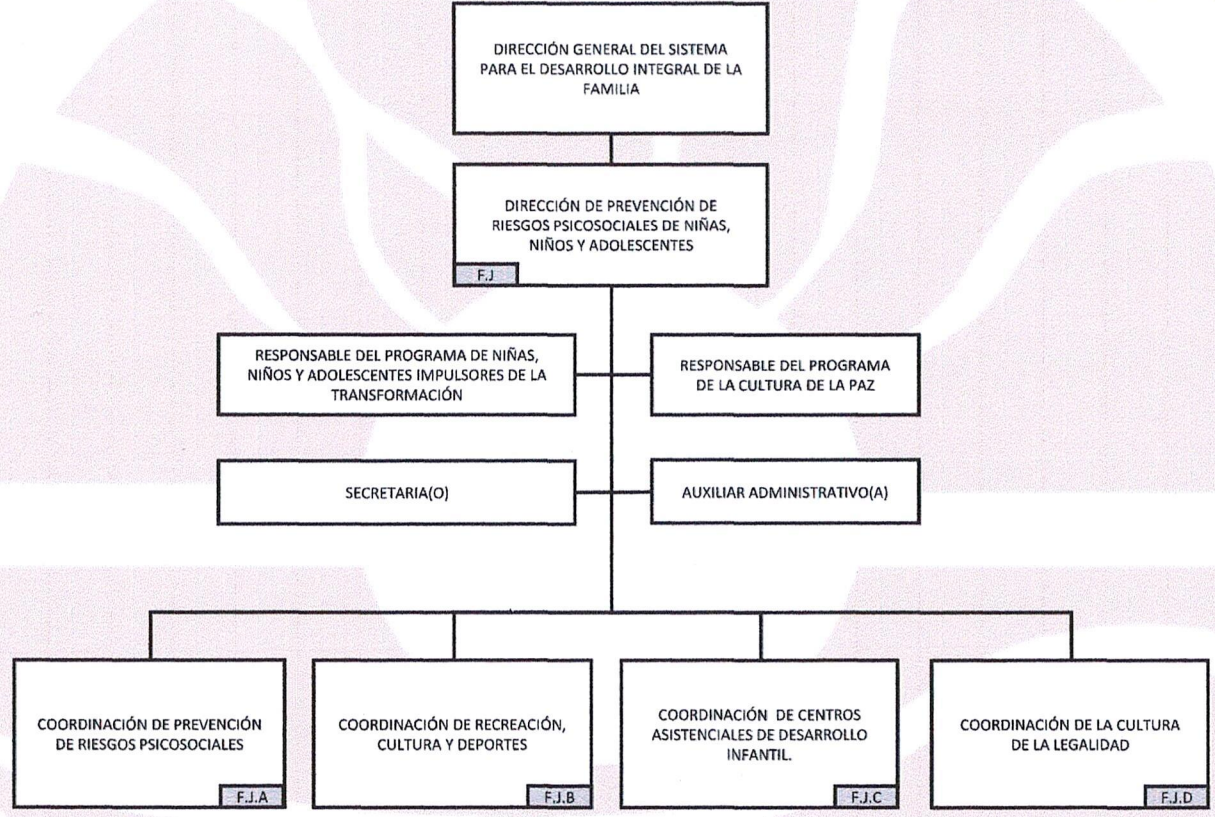 DIRECCIÓN GENERAL DEL SISTEMA
PARA EL DESARROLLO INTEGRAL DE LA
FAMILIA
DIRECCIÓN DE PREVENCIÓN DE
RIESGOS PSICOSOCIALES DE NIÑAS,
NIÑOS Y ADOLESCENTES
F.J
RESPONSABLE DEL PROGRAMA DE NIÑAS,
NIÑOS Y ADOLESCENTES IMPULSORES DE LA
TRANSFORMACIÓN
RESPONSABLE DEL PROGRAMA
DE LA CULTURA DE LA PAZ
SECRETARIA(O)
AUXILIAR ADMINISTRATIVO(A)
COORDINACIÓN DE PREVENCIÓN
DE RIESGOS PSICOSOCIALES
F.J.A
COORDINACIÓN DE RECREACIÓN,
CULTURA Y DEPORTES
F.J.B
COORDINACIÓN DE CENTROS
ASISTENCIALES DE DESARROLLO
INFANTIL.
F.J.C
COORDINACIÓN DE LA CULTURA
DE LA LEGALIDAD
F.J.D